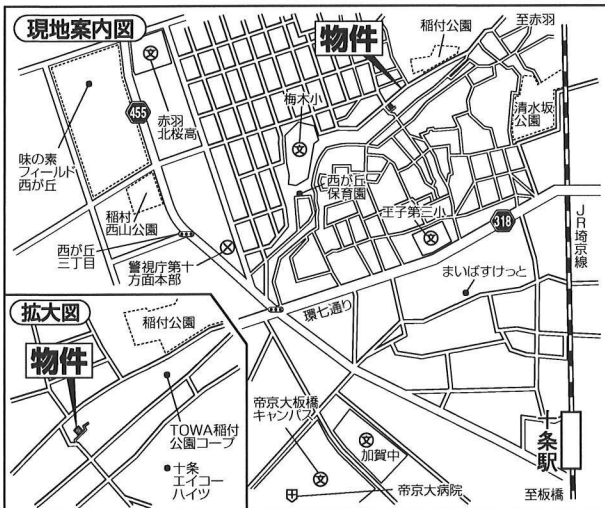 現地案内図
物件
稲付公園
至赤羽
455
赤羽
北桜高
梅木小
清水坂
公園
味の素
フィールド
西が丘
西が丘
保育園
稲村
西山公園
王子第三小
318
JR埼京線
西が丘
三丁目
警視庁第十
方面本部
まいばすけっと
環七通り
十条駅
帝京大板橋
キャンパス
加賀中
帝京大病院
至板橋
拡大図
稲付公園
物件
TOWA稲付
公園コープ
十条
エイコー
ハイツ